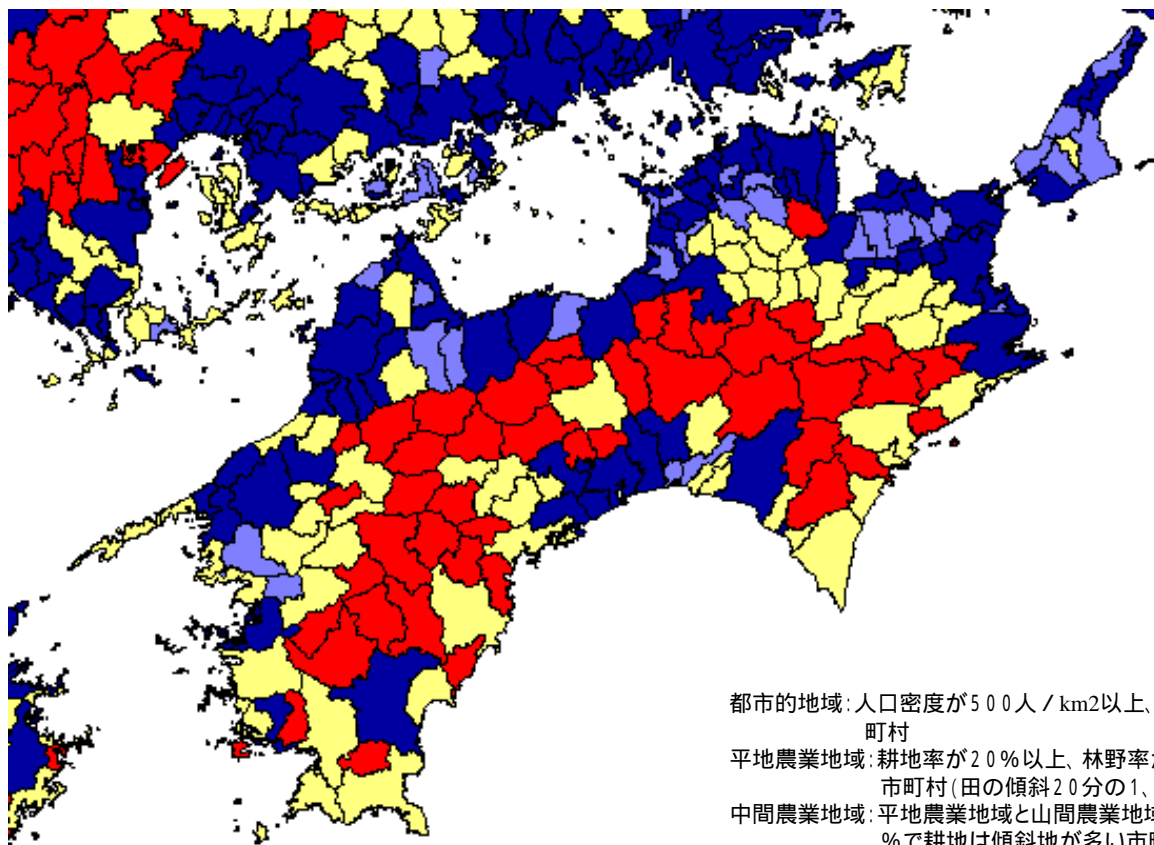 都市的地域:人口密度が500人/km2以上、
町村
平地農業地域:耕地率が20%以上、林野率が
市町村(田の傾斜20分の1、
中間農業地域:平地農業地域と山間農業地域
%で耕地は傾斜地が多い市町